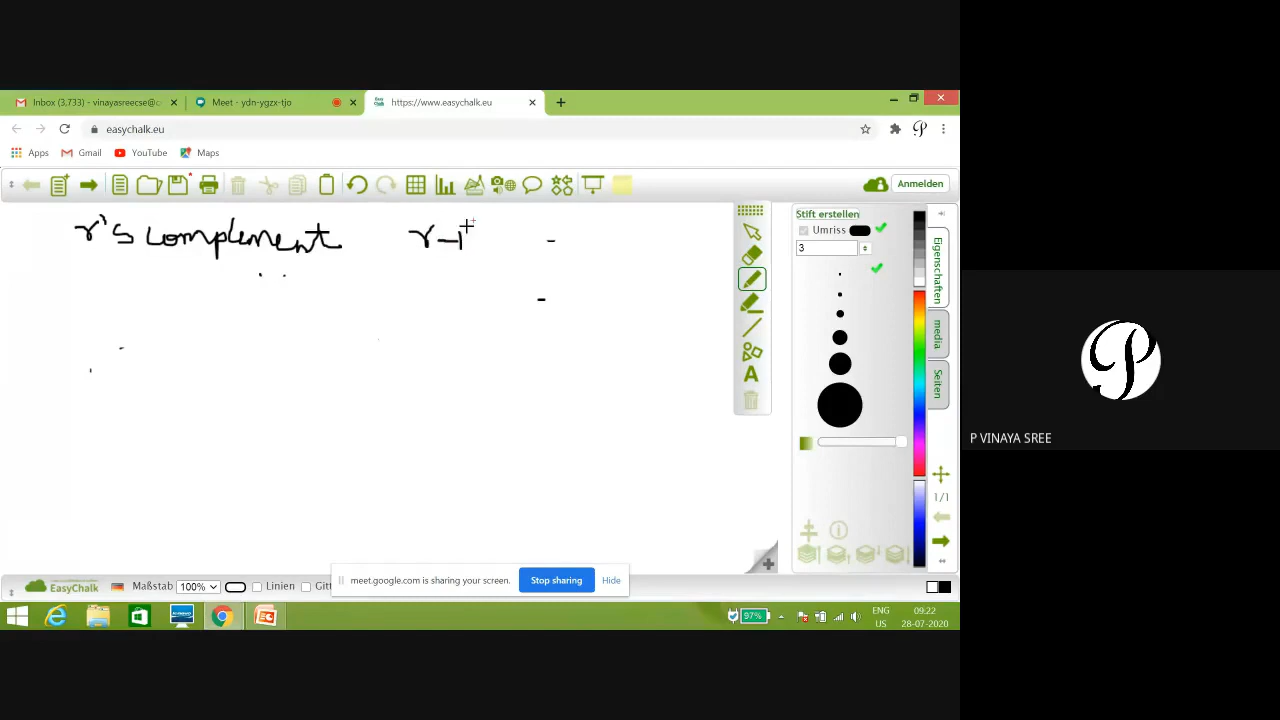 Inbox (3,733) - vinayasreecse@c
Meet - ydn-ygzx-tjo
https://www.easychalk.eu
easychalk.eu
Apps
Gmail
YouTube
Maps
Anmelden
r's complement r-1
Stift erstellen
Umriss
3
Eigenschaften
media
Seiten
1/1
P
P VINAYA SREE
EasyChalk
Maßstab
100%
Linien
Gitt
meet.google.com is sharing your screen.
Stop sharing
Hide
97%
ENG
US
09:22
28-07-2020